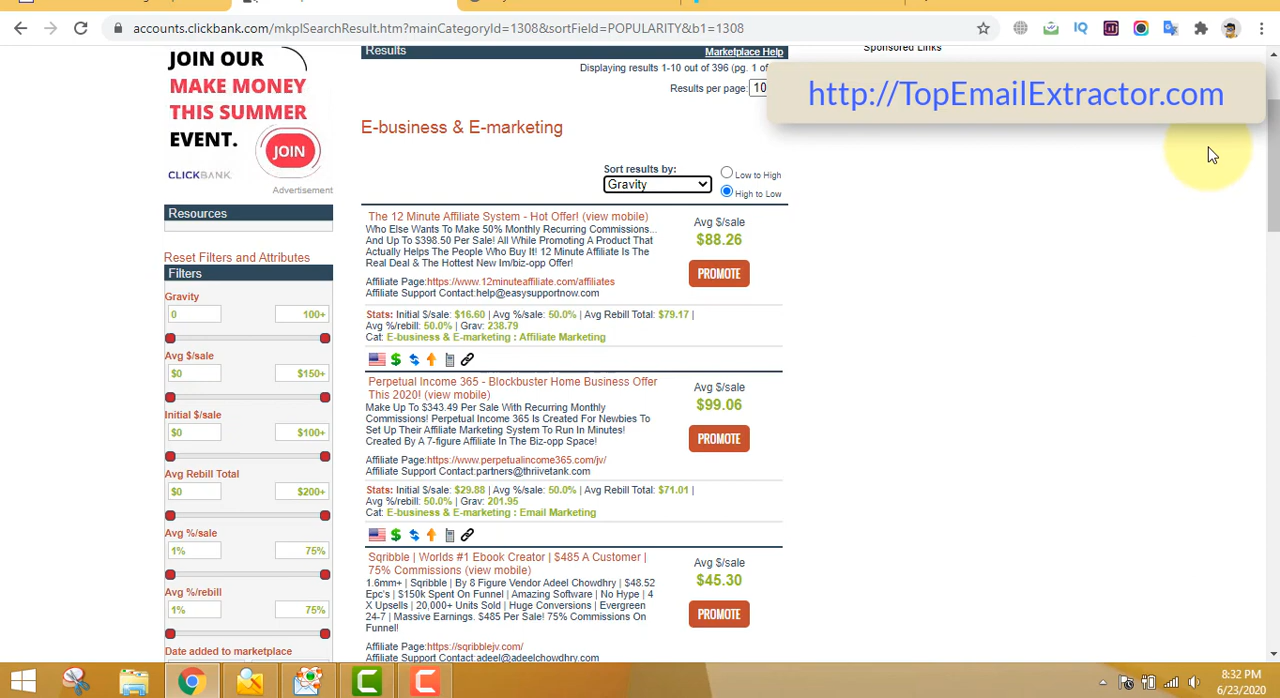 accounts.clickbank.com/mkplSearchResult.htm?mainCategoryId=1308&sortField=POPULARITY&b1=1308
JOIN OUR
MAKE MONEY
THIS SUMMER
EVENT.
JOIN
CLICKBANK
Advertisement
Resources
Reset Filters and Attributes
Filters
Gravity
0 100+
Avg $/sale
$0 $150+
Initial $/sale
$0 $100+
Avg Rebill Total
$0 $200+
Avg %/sale
1% 75%
Avg %/rebill
1% 75%
Date added to marketplace
Results Marketplace Help
Displaying results 1-10 out of 396 (pg. 1 of
Results per page: 10
E-business & E-marketing
Sort results by:
Gravity
Low to High
High to Low
The 12 Minute Affiliate System - Hot Offer! (view mobile)
Who Else Wants To Make 50% Monthly Recurring Commissions...
And Up To $398.50 Per Sale! All While Promoting A Product That
Actually Helps The People Who Buy It! 12 Minute Affiliate Is The
Real Deal & The Hottest New Im/biz-opp Offer!
Affiliate Page:https://www.12minuteaffiliate.com/affiliates
Affiliate Support Contact:help@easysupportnow.com
Avg $/sale
$88.26
PROMOTE
Stats: Initial $/sale: $16.60 | Avg %/sale: 50.0% | Avg Rebill Total: $79.17 |
Avg %/rebill: 50.0% | Grav: 238.79
Cat: E-business & E-marketing : Affiliate Marketing
Perpetual Income 365 - Blockbuster Home Business Offer
This 2020! (view mobile)
Make Up To $343.49 Per Sale With Recurring Monthly
Commissions! Perpetual Income 365 Is Created For Newbies To
Set Up Their Affiliate Marketing System To Run In Minutes!
Created By A 7-figure Affiliate In The Biz-opp Space!
Affiliate Page:https://www.perpetualincome365.com/jv/
Affiliate Support Contact:partners@thriivetank.com
Avg $/sale
$99.06
PROMOTE
Stats: Initial $/sale: $29.88 | Avg %/sale: 50.0% | Avg Rebill Total: $71.01 |
Avg %/rebill: 50.0% | Grav: 201.95
Cat: E-business & E-marketing : Email Marketing
Sqribble | Worlds #1 Ebook Creator | $485 A Customer |
75% Commissions (view mobile)
1.6mm+ | Sqribble | By 8 Figure Vendor Adeel Chowdhry | $48.52
Epc's | $150k Spent On Funnel | Amazing Software | No Hype | 4
X Upsells | 20,000+ Units Sold | Huge Conversions | Evergreen
24-7 | Massive Earnings. $485 Per Sale! 75% Commissions On
Funnel!
Affiliate Page:https://sqribblejv.com/
Affiliate Support Contact:adeel@adeelchowdhry.com
Avg $/sale
$45.30
PROMOTE
Sponsored Links
http://TopEmailExtractor.com
8:32 PM
6/23/2020